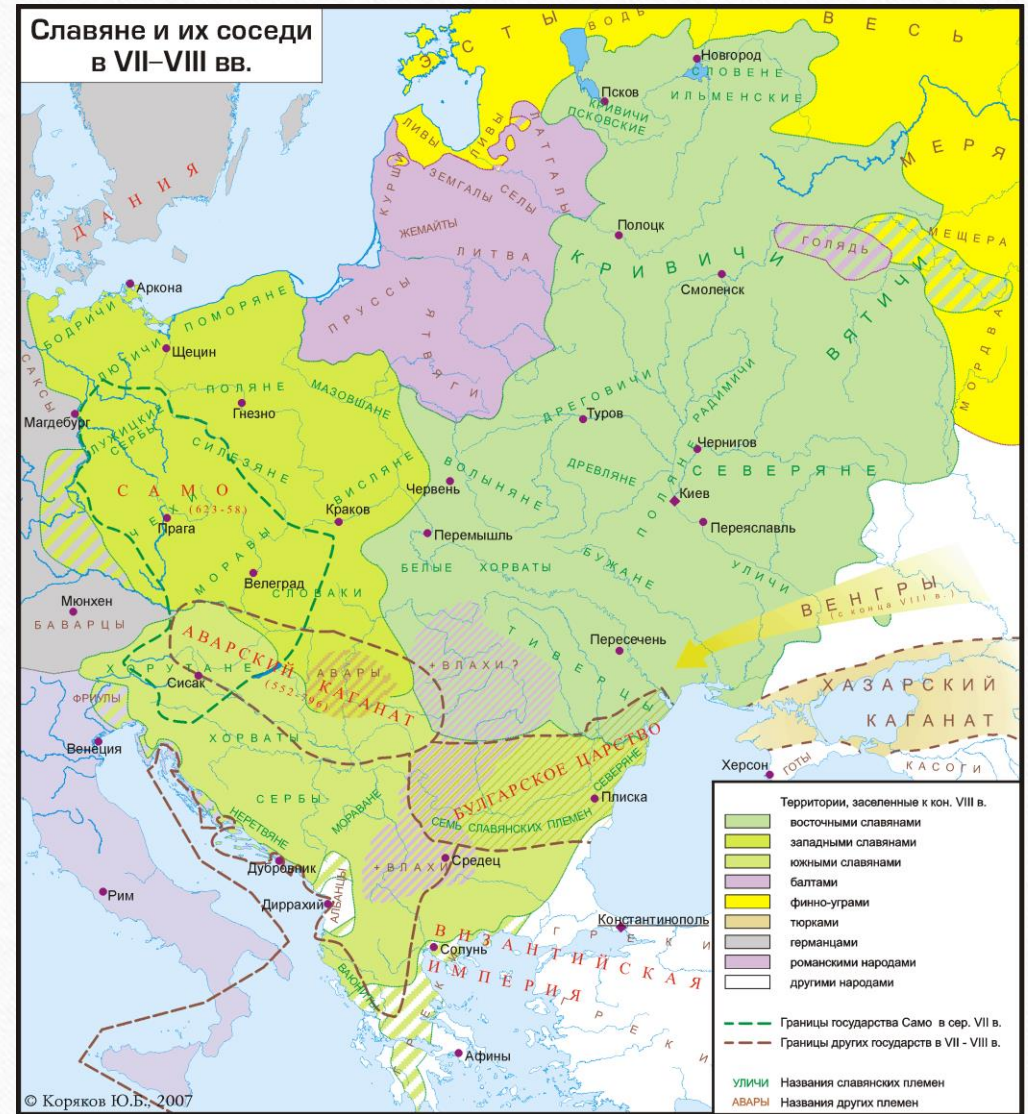 Славяне и их соседи
в VII–VIII вв.
ЭСТЫ
ВОДЬ
ВЕСЬ
Новгород
СЛОВЕНЕ
ИЛЬМЕНСКИЕ
Псков
КРИВИЧИ
ПСКОВСКИЕ
ЛИВЫ
ЛИВЫ
ЛАТГАЛЫ
МЕРЯ
ДАНИЯ
КУРШИ
ЗЕМГАЛЫ
СЕЛЫ
ЖЕМАЙТЫ
ЛИТВА
Полоцк
КРИВИЧИ
ГОЛЯДЬ
МЕЩЕРА
Смоленск
ВЯТИЧИ
МОРДВА
Аркона
ПРУССЫ
ЯТВЯГИ
БОДРИЧИ
ПОМОРЯНЕ
ЛЮТИЧИ
Щецин
САКСЫ
ПОЛЯНЕ
МАЗОВШАНЕ
Гнезно
ДРЕГОВИЧИ
РАДИМИЧИ
Туров
Магдебург
ЛУЖИЦКИЕ
СЕРБЫ
СИЛЕЗЯНЕ
Чернигов
СЕВЕРЯНЕ
ВОЛЫНЯНЕ
ДРЕВЛЯНЕ
ПОЛЯНЕ
Червень
ВИСЛЯНЕ
САМО
(623-58)
Киев
Краков
Прага
ЧЕХИ
Переяславль
Перемышль
МОРАВЫ
БЕЛЫЕ ХОРВАТЫ
БУЖАНЕ
УЛИЧИ
Велеград
СЛОВАКИ
ВЕНГРЫ
(с конца VIII в.)
Мюнхен
БАВАРЦЫ
АВАРСКИЙ КАГАНАТ
(552-796)
АВАРЫ
+ВЛАХИ?
ТИВЕРЦЫ
Пересечень
ХОРУТАНЕ
Сисак
ХАЗАРСКИЙ
КАГАНАТ
ФРИУЛЫ
Венеция
ХОРВАТЫ
БУЛГАРСКОЕ ЦАРСТВО
Херсон
ГОТЫ
КАСОГИ
СЕРБЫ
МОРАВАНЕ
СЕВЕРЯНЕ
Плиска
СЕМЬ СЛАВЯНСКИХ ПЛЕМЕН
НЕРЕТВЯНЕ
Дубровник
+ВЛАХИ
Средец
Рим
Диррахий
АЛБАНЦЫ
Константинополь
ВИЗАНТИЙСКАЯ
ИМПЕРИЯ
ГРЕКИ
Сопунь
ВАЮНИТЫ
ГРЕКИ
ГРЕКИ
Афины
Территории, заселенные к кон. VIII в.
восточными славянами
западными славянами
южными славянами
балтами
финно-уграми
тюрками
германцами
романскими народами
другими народами
Границы государства Само в сер. VII в.
Границы других государств в VII - VIII в.
УЛИЧИ Названия славянских племен
АВАРЫ Названия других племен
© Коряков Ю.Б., 2007